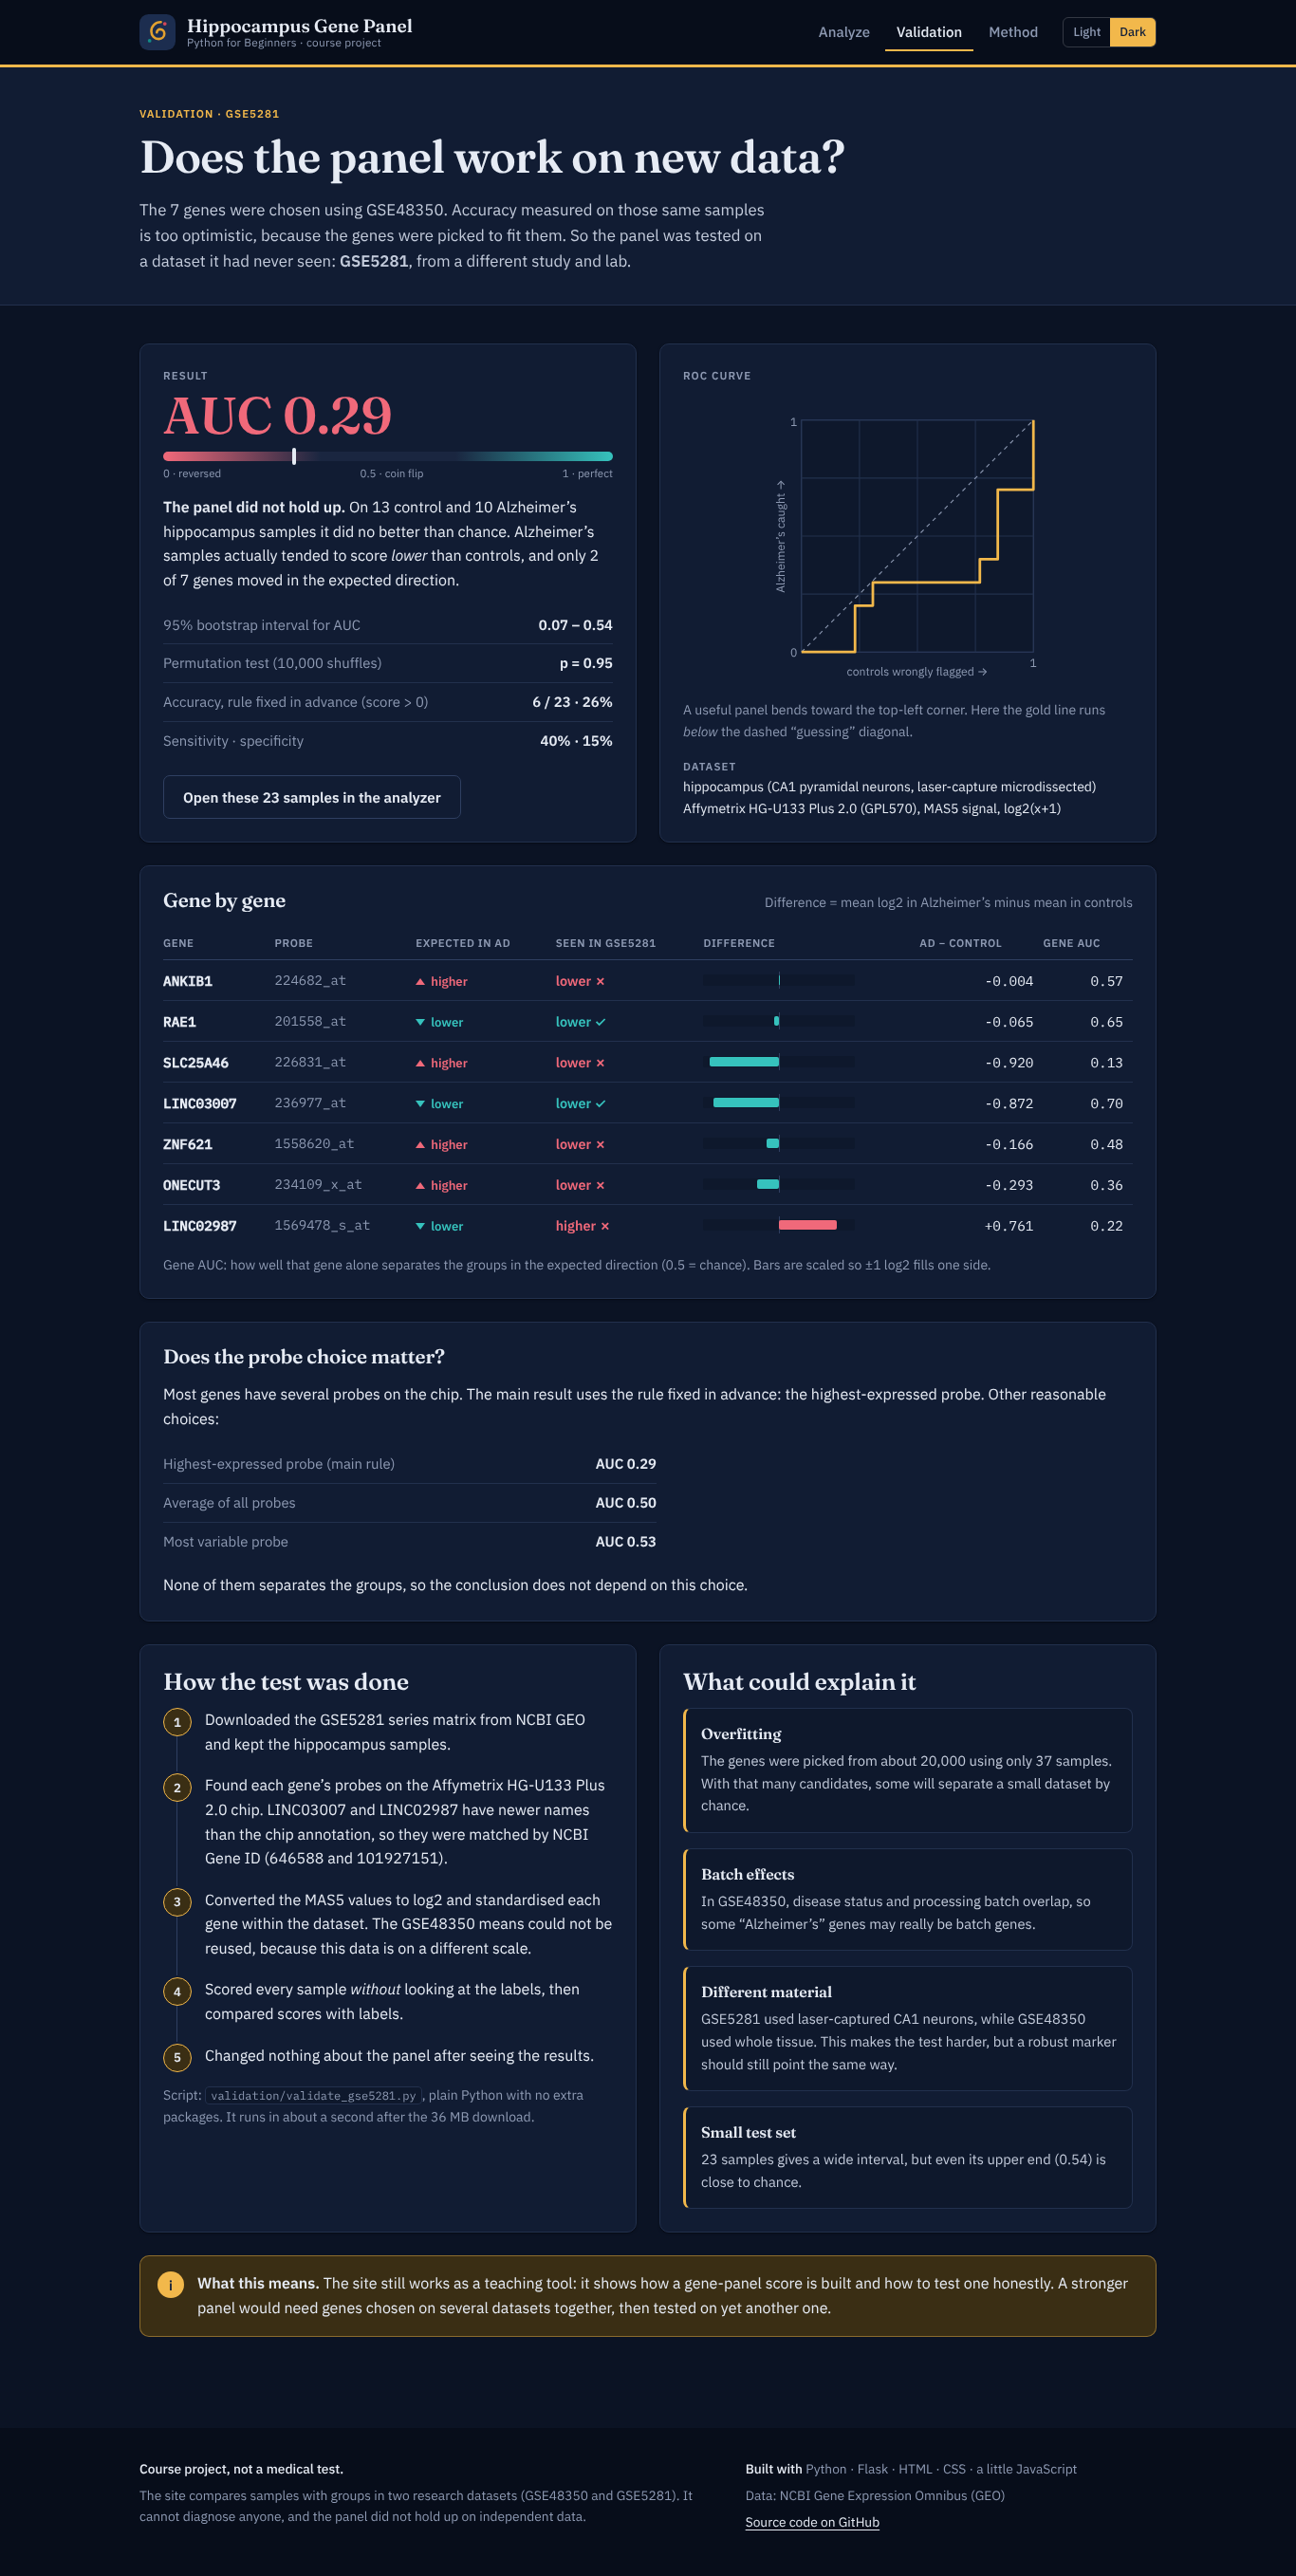 Hippocampus Gene Panel
Python for Beginners · course project
Analyze
Validation
Method
Light
Dark
VALIDATION · GSE5281
Does the panel work on new data?
The 7 genes were chosen using GSE48350. Accuracy measured on those same samples
is too optimistic, because the genes were picked to fit them. So the panel was tested on
a dataset it had never seen: GSE5281, from a different study and lab.
RESULT
AUC 0.29
0 · reversed
0.5 · coin flip
1 · perfect
The panel did not hold up. On 13 control and 10 Alzheimer’s
hippocampus samples it did no better than chance. Alzheimer’s
samples actually tended to score lower than controls, and only 2
of 7 genes moved in the expected direction.
95% bootstrap interval for AUC 0.07 – 0.54
Permutation test (10,000 shuffles) p = 0.95
Accuracy, rule fixed in advance (score > 0) 6 / 23 · 26%
Sensitivity · specificity 40% · 15%
Open these 23 samples in the analyzer
ROC CURVE
1
Alzheimer’s caught →
0
1
controls wrongly flagged →
A useful panel bends toward the top-left corner. Here the gold line runs
below the dashed “guessing” diagonal.
DATASET
hippocampus (CA1 pyramidal neurons, laser-capture microdissected)
Affymetrix HG-U133 Plus 2.0 (GPL570), MAS5 signal, log2(x+1)
Gene by gene
Difference = mean log2 in Alzheimer’s minus mean in controls
GENE PROBE EXPECTED IN AD SEEN IN GSE5281 DIFFERENCE AD – CONTROL GENE AUC
ANKIB1 224682_at ▲ higher lower × -0.004 0.57
RAE1 201558_at ▼ lower lower ✓ -0.065 0.65
SLC25A46 226831_at ▲ higher lower × -0.920 0.13
LINC03007 236977_at ▼ lower lower ✓ -0.872 0.70
ZNF621 1558620_at ▲ higher lower × -0.166 0.48
ONECUT3 234109_x_at ▲ higher lower × -0.293 0.36
LINC02987 1569478_s_at ▼ lower higher × +0.761 0.22
Gene AUC: how well that gene alone separates the groups in the expected direction (0.5 = chance). Bars are scaled so ±1 log2 fills one side.
Does the probe choice matter?
Most genes have several probes on the chip. The main result uses the rule fixed in advance: the highest-expressed probe. Other reasonable
choices:
Highest-expressed probe (main rule) AUC 0.29
Average of all probes AUC 0.50
Most variable probe AUC 0.53
None of them separates the groups, so the conclusion does not depend on this choice.
How the test was done
1 Downloaded the GSE5281 series matrix from NCBI GEO
and kept the hippocampus samples.
2 Found each gene’s probes on the Affymetrix HG-U133 Plus
2.0 chip. LINC03007 and LINC02987 have newer names
than the chip annotation, so they were matched by NCBI
Gene ID (646588 and 101927151).
3 Converted the MAS5 values to log2 and standardised each
gene within the dataset. The GSE48350 means could not be
reused, because this data is on a different scale.
4 Scored every sample without looking at the labels, then
compared scores with labels.
5 Changed nothing about the panel after seeing the results.
Script: validation/validate_gse5281.py, plain Python with no extra
packages. It runs in about a second after the 36 MB download.
What could explain it
Overfitting
The genes were picked from about 20,000 using only 37 samples.
With that many candidates, some will separate a small dataset by
chance.
Batch effects
In GSE48350, disease status and processing batch overlap, so
some “Alzheimer’s” genes may really be batch genes.
Different material
GSE5281 used laser-captured CA1 neurons, while GSE48350
used whole tissue. This makes the test harder, but a robust marker
should still point the same way.
Small test set
23 samples gives a wide interval, but even its upper end (0.54) is
close to chance.
i
What this means. The site still works as a teaching tool: it shows how a gene-panel score is built and how to test one honestly. A stronger
panel would need genes chosen on several datasets together, then tested on yet another one.
Course project, not a medical test.
The site compares samples with groups in two research datasets (GSE48350 and GSE5281). It
cannot diagnose anyone, and the panel did not hold up on independent data.
Built with Python · Flask · HTML · CSS · a little JavaScript
Data: NCBI Gene Expression Omnibus (GEO)
Source code on GitHub